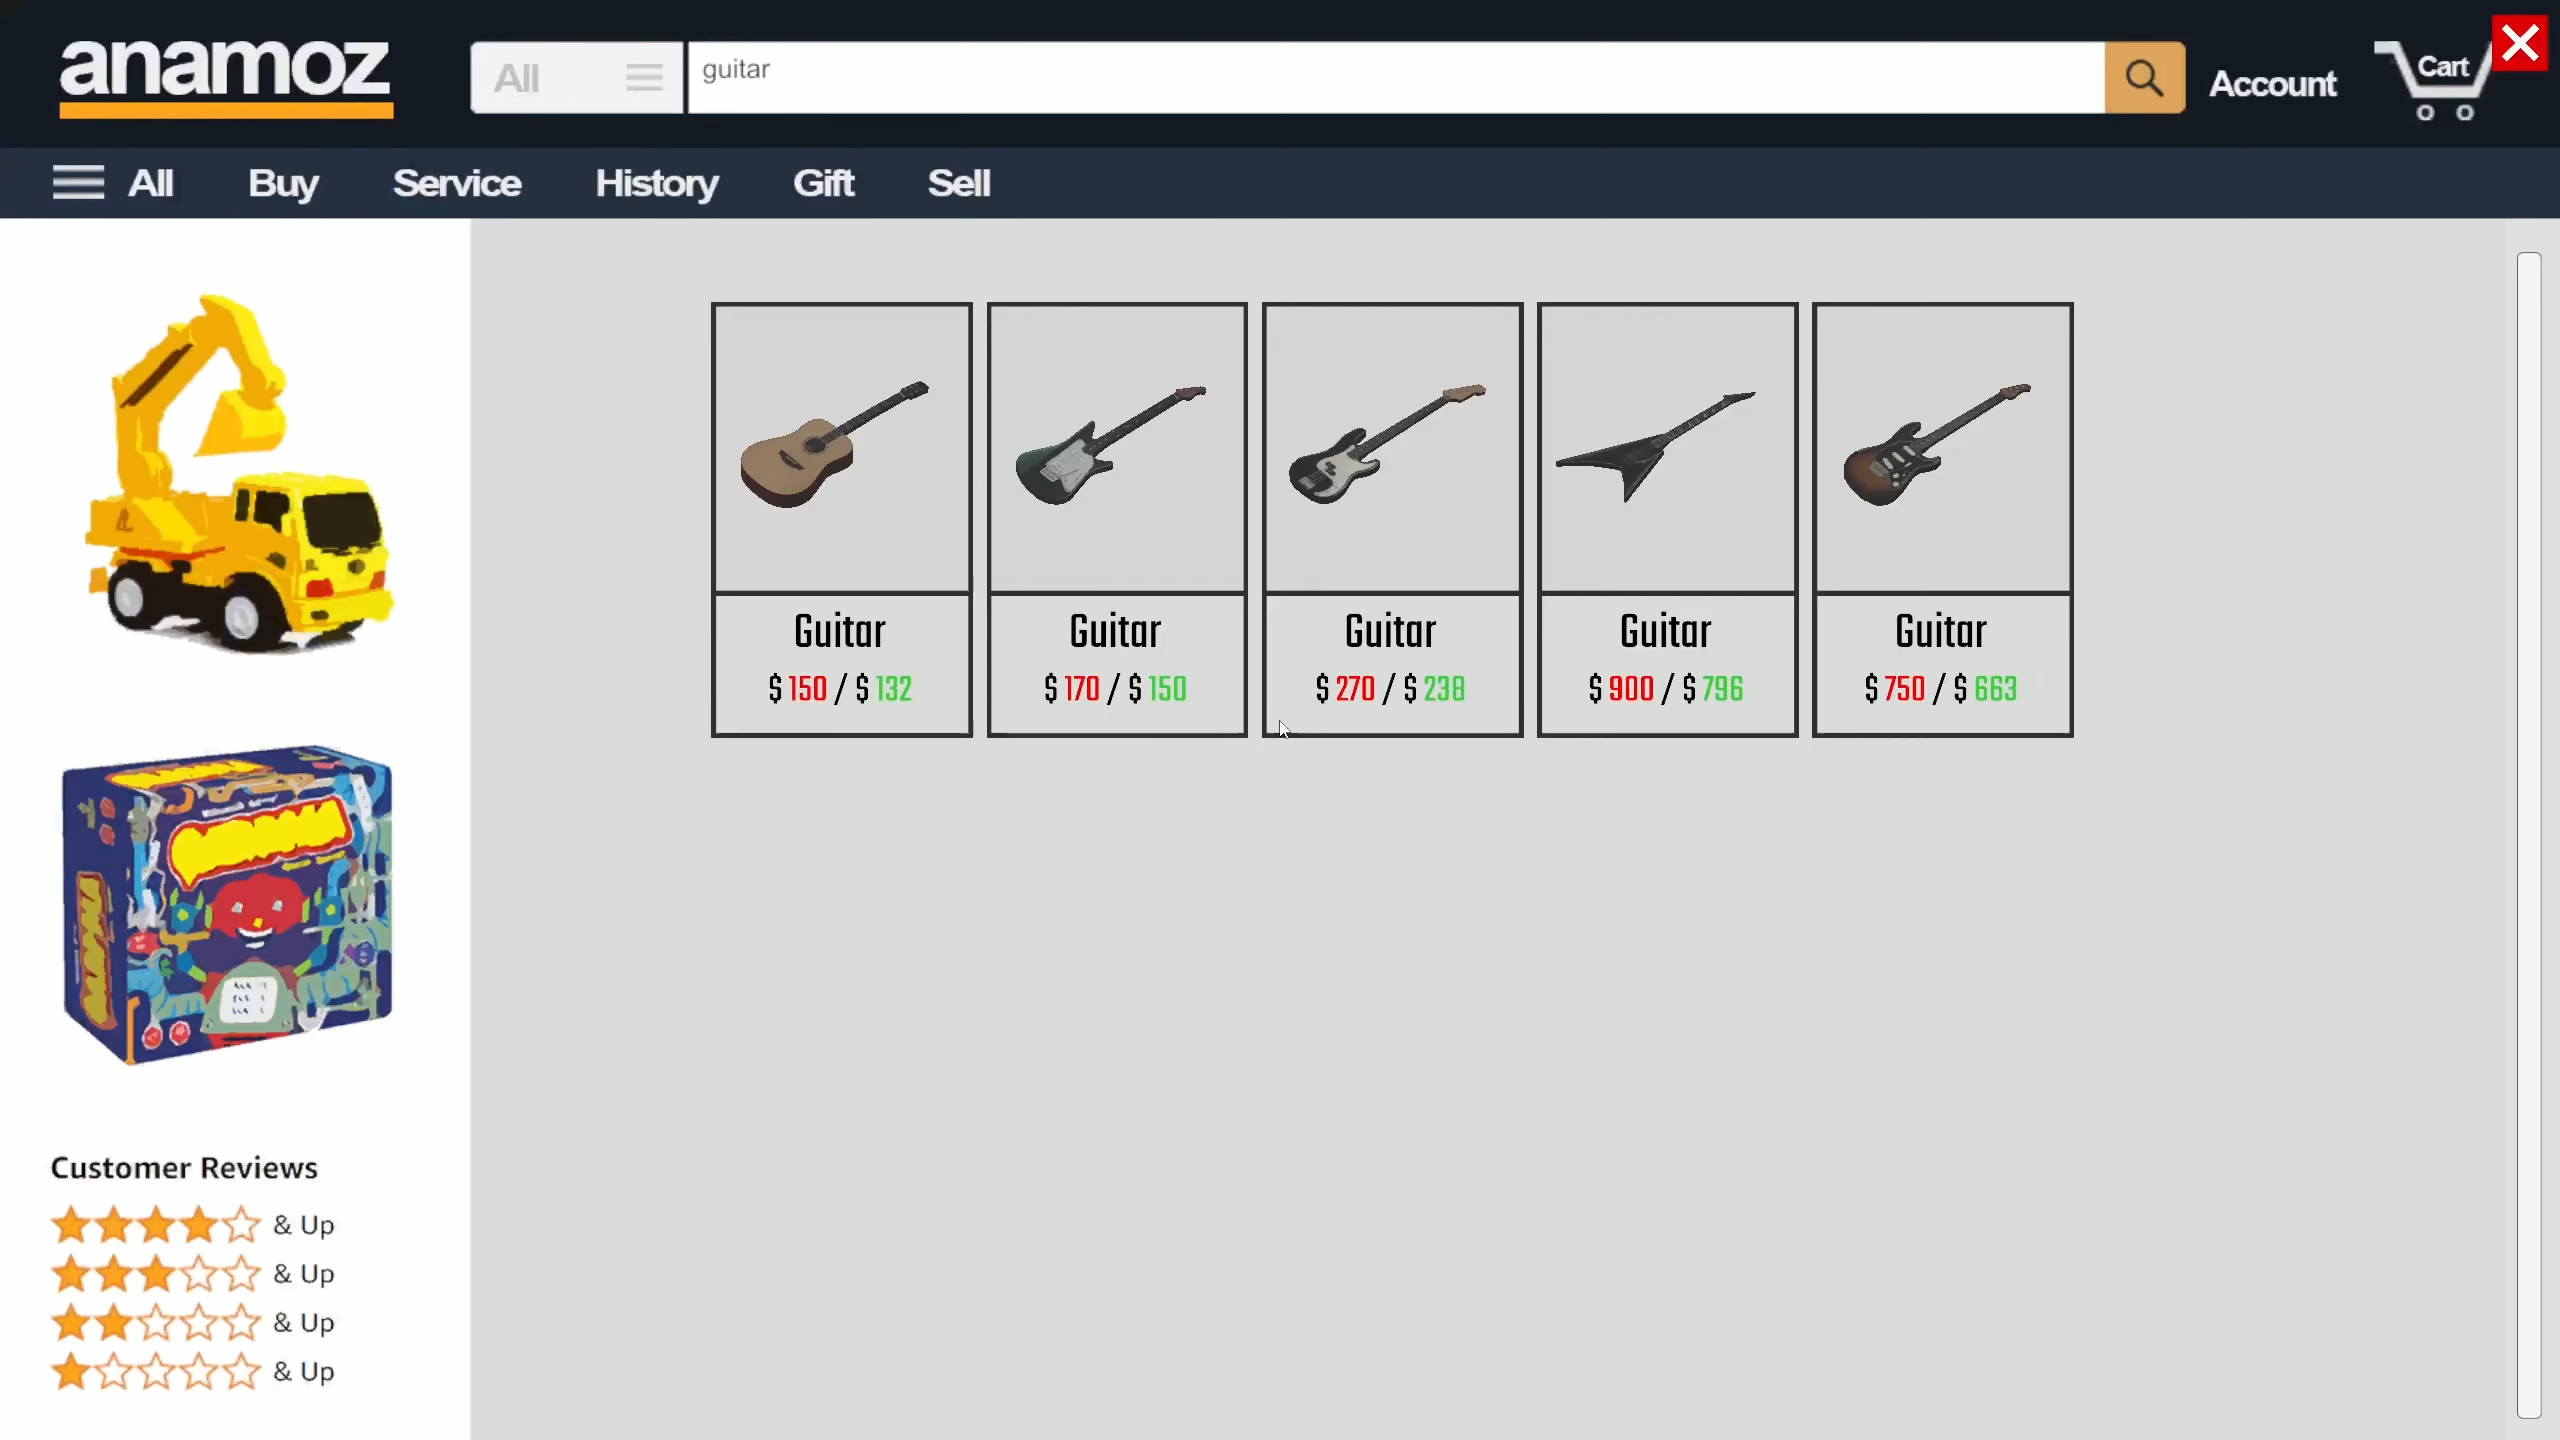 anamoz
All
guitar
Account
Cart
All
Buy
Service
History
Gift
Sell
Guitar
$ 150 / $ 132
Guitar
$ 170 / $ 150
Guitar
$ 270 / $ 238
Guitar
$ 900 / $ 796
Guitar
$ 750 / $ 663
Customer Reviews
& Up
& Up
& Up
& Up